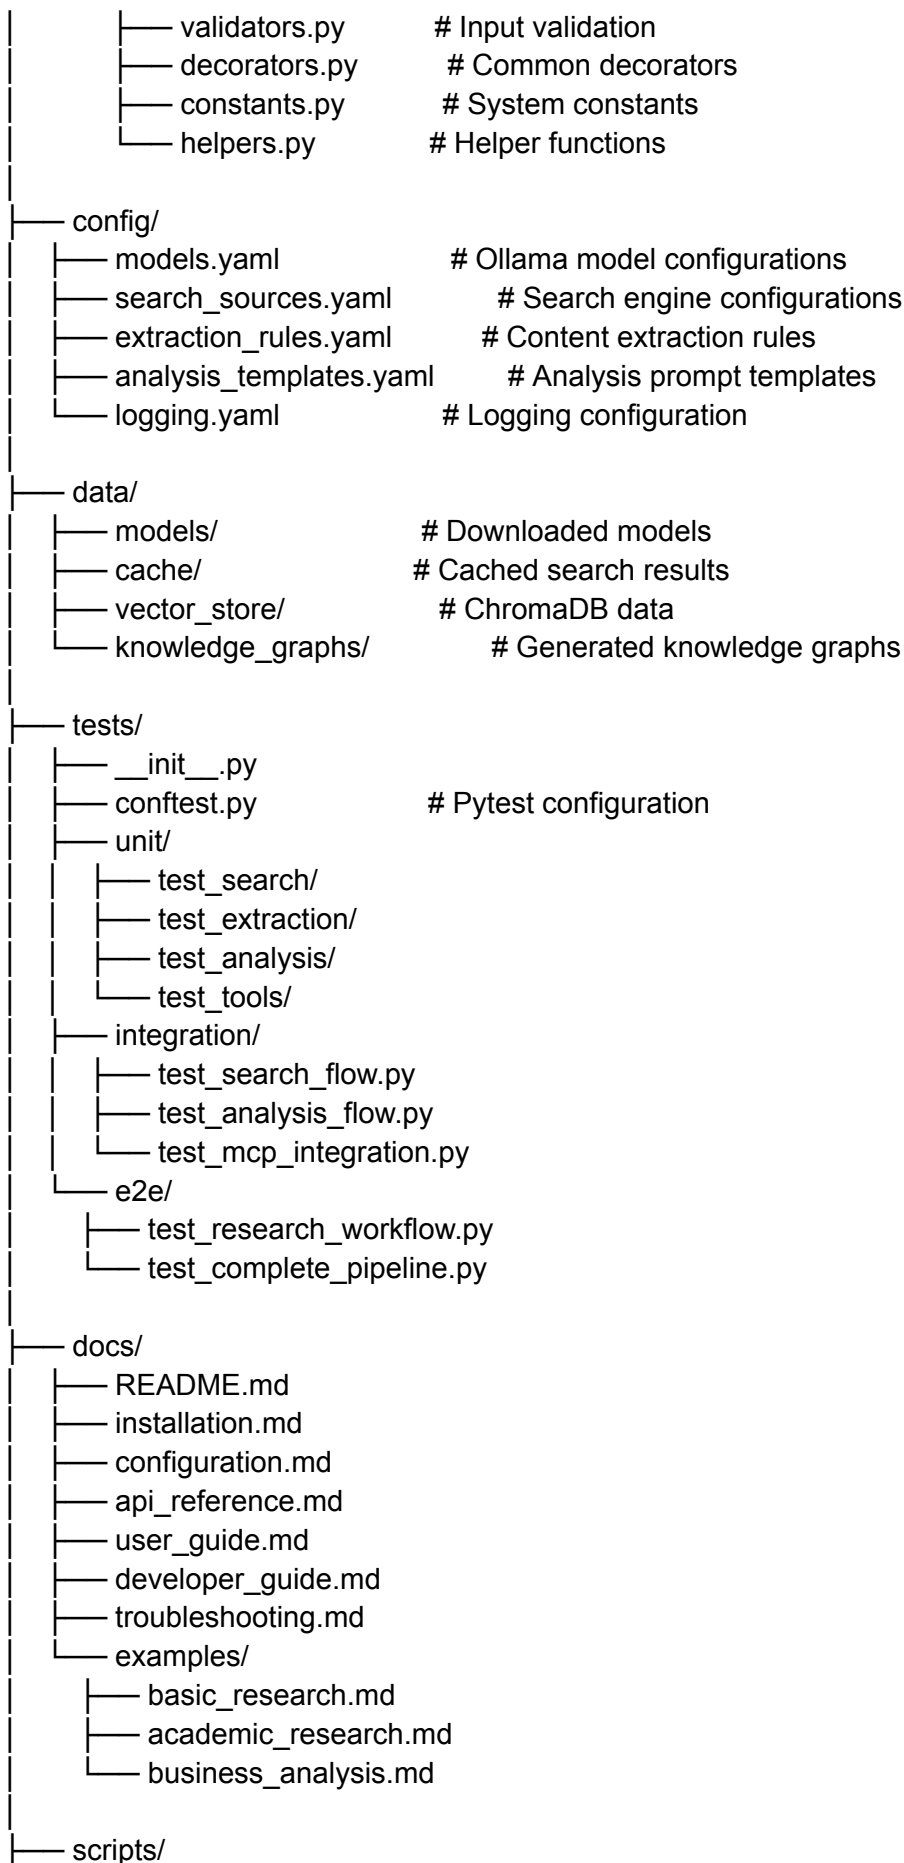 │       ├── validators.py # Input validation
│       ├── decorators.py # Common decorators
│       ├── constants.py # System constants
│       └── helpers.py # Helper functions
│
├── config/
│   ├── models.yaml # Ollama model configurations
│   ├── search_sources.yaml # Search engine configurations
│   ├── extraction_rules.yaml # Content extraction rules
│   ├── analysis_templates.yaml # Analysis prompt templates
│   └── logging.yaml # Logging configuration
│
├── data/
│   ├── models/ # Downloaded models
│   ├── cache/ # Cached search results
│   ├── vector_store/ # ChromaDB data
│   └── knowledge_graphs/ # Generated knowledge graphs
│
├── tests/
│   ├── __init__.py
│   ├── conftest.py # Pytest configuration
│   ├── unit/
│   │   ├── test_search/
│   │   ├── test_extraction/
│   │   ├── test_analysis/
│   │   └── test_tools/
│   ├── integration/
│   │   ├── test_search_flow.py
│   │   ├── test_analysis_flow.py
│   │   └── test_mcp_integration.py
│   └── e2e/
│       ├── test_research_workflow.py
│       └── test_complete_pipeline.py
│
├── docs/
│   ├── README.md
│   ├── installation.md
│   ├── configuration.md
│   ├── api_reference.md
│   ├── user_guide.md
│   ├── developer_guide.md
│   ├── troubleshooting.md
│   └── examples/
│       ├── basic_research.md
│       ├── academic_research.md
│       └── business_analysis.md
│
├── scripts/